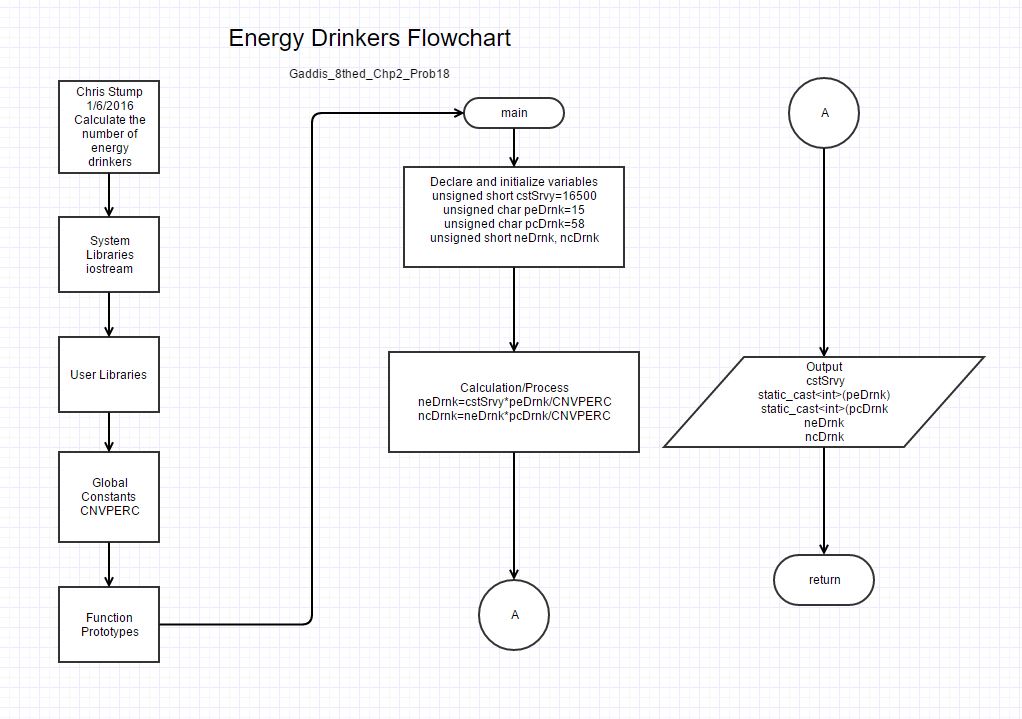 Energy Drinkers Flowchart
Gaddis_8thed_Chp2_Prob18
Chris Stump
1/6/2016
Calculate the
number of
energy
drinkers
System
Libraries
iostream
User Libraries
Global
Constants
CNVPERC
Function
Prototypes
main
Declare and initialize variables
unsigned short cstSrvy=16500
unsigned char peDrnk=15
unsigned char pcDrnk=58
unsigned short neDrnk, ncDrnk
Calculation/Process
neDrnk=cstSrvy*peDrnk/CNVPERC
ncDrnk=neDrnk*pcDrnk/CNVPERC
A
A
Output
cstSrvy
static_cast<int>(peDrnk)
static_cast<int>(pcDrnk
neDrnk
ncDrnk
return